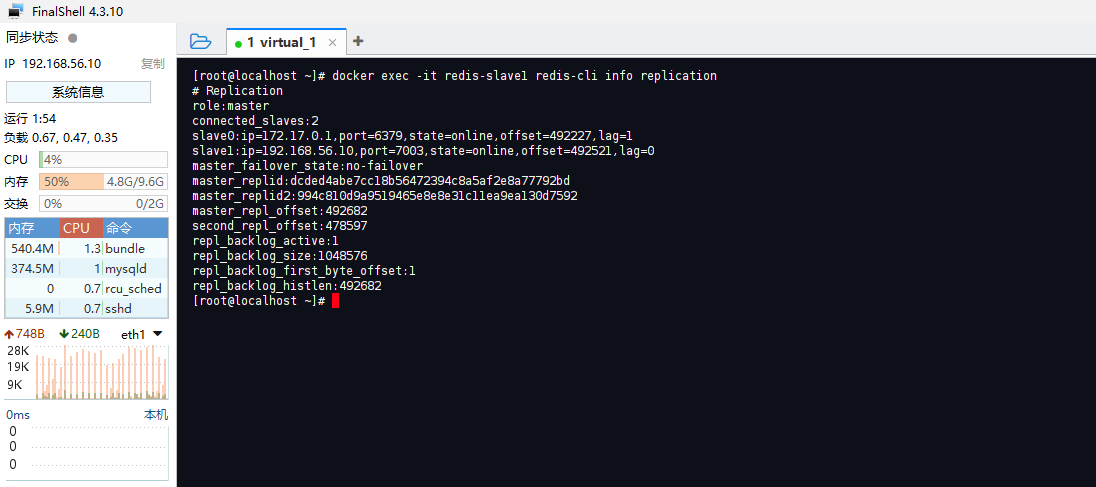 FinalShell 4.3.10
同步状态
IP 192.168.56.10 复制
系统信息
运行 1:54
负载 0.67, 0.47, 0.35
CPU 4%
内存 50% 4.8G/9.6G
交换 0% 0/2G
内存 CPU 命令
540.4M 1.3 bundle
374.5M 1 mysqld
0 0.7 rcu_sched
5.9M 0.7 sshd
748B 240B eth1
28K
19K
9K
0ms 本机
0
0
0
1 virtual_1
[root@localhost ~]# docker exec -it redis-slave1 redis-cli info replication
# Replication
role:master
connected_slaves:2
slave0:ip=172.17.0.1,port=6379,state=online,offset=492227,lag=1
slave1:ip=192.168.56.10,port=7003,state=online,offset=492521,lag=0
master_failover_state:no-failover
master_replid:dcded4abe7cc18b56472394c8a5af2e8a77792bd
master_replid2:994c810d9a9519465e8e8e31c11ea9ea130d7592
master_repl_offset:492682
second_repl_offset:478597
repl_backlog_active:1
repl_backlog_size:1048576
repl_backlog_first_byte_offset:1
repl_backlog_histlen:492682
[root@localhost ~]#